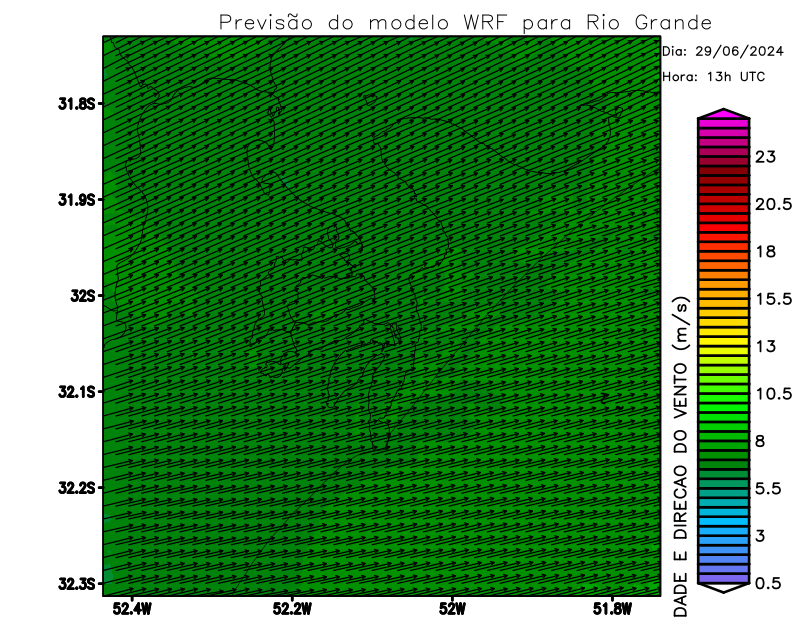 Previsão do modelo WRF para Rio Grande
Dia: 29/06/2024
Hora: 13h UTC
31.8S
31.9S
32S
32.1S
32.2S
32.3S
52.4W
52.2W
52W
51.8W
23
20.5
18
15.5
13
10.5
8
5.5
3
0.5
DADE E DIRECAO DO VENTO (m/s)